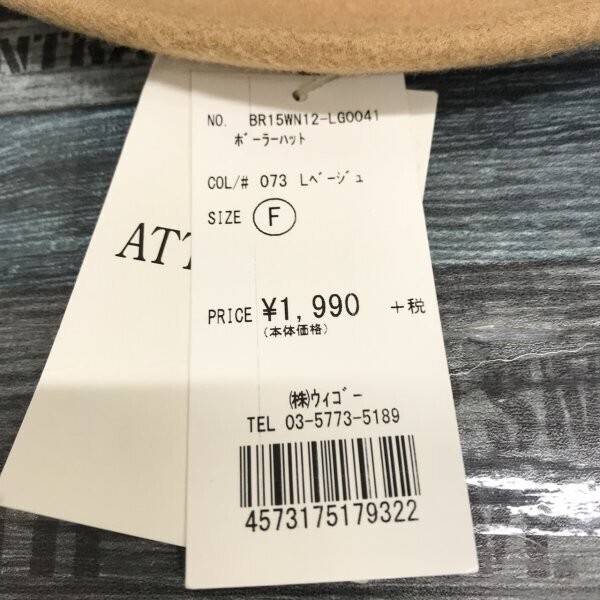 NO. BR15WN12-LG0041
ﾎﾞｰﾗｰﾊｯﾄ
COL/# 073 Lﾍﾞｰｼﾞｭ
SIZE F
ATT
PRICE ¥1,990 +税
(本体価格)
㈱ウィゴー
TEL 03-5773-5189
4573175179322